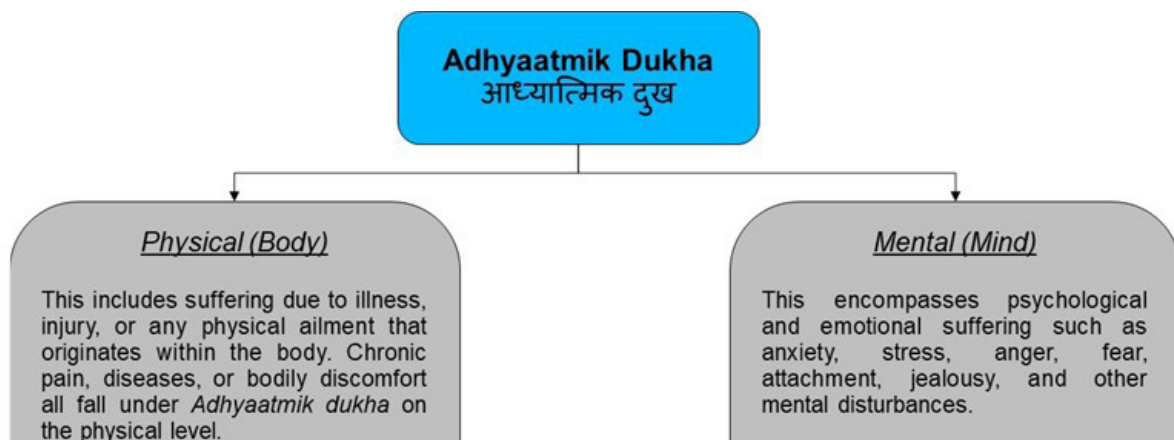 Adhyaatmik Dukha
आध्यात्मिक दुख
Physical (Body)
This includes suffering due to illness,
injury, or any physical ailment that
originates within the body. Chronic
pain, diseases, or bodily discomfort
all fall under Adhyaatmik dukha on
the physical level.
Mental (Mind)
This encompasses psychological
and emotional suffering such as
anxiety, stress, anger, fear,
attachment, jealousy, and other
mental disturbances.